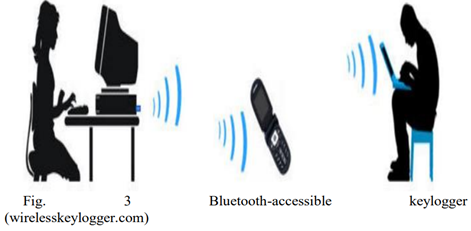 Fig. 3 Bluetooth-accessible keylogger
(wirelesskeylogger.com)